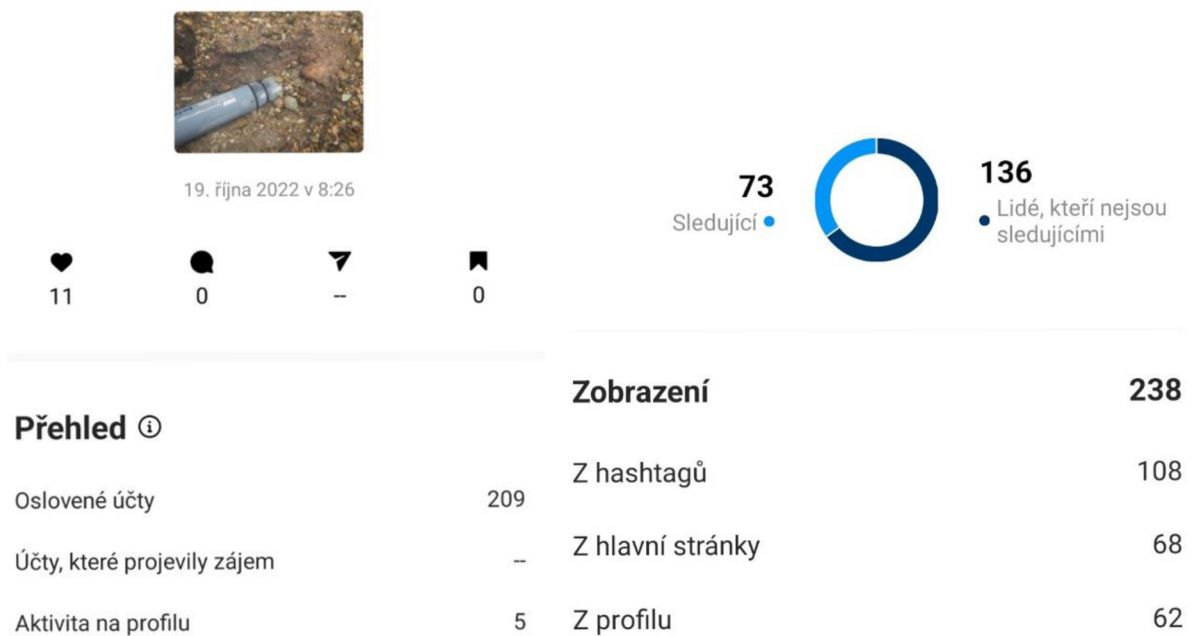 19. října 2022 v 8:26
11
0
--
0
Přehled
Oslovené účty 209
Účty, které projevily zájem --
Aktivita na profilu 5
73
Sledující
136
Lidé, kteří nejsou
sledujícími
Zobrazení 238
Z hashtagů 108
Z hlavní stránky 68
Z profilu 62